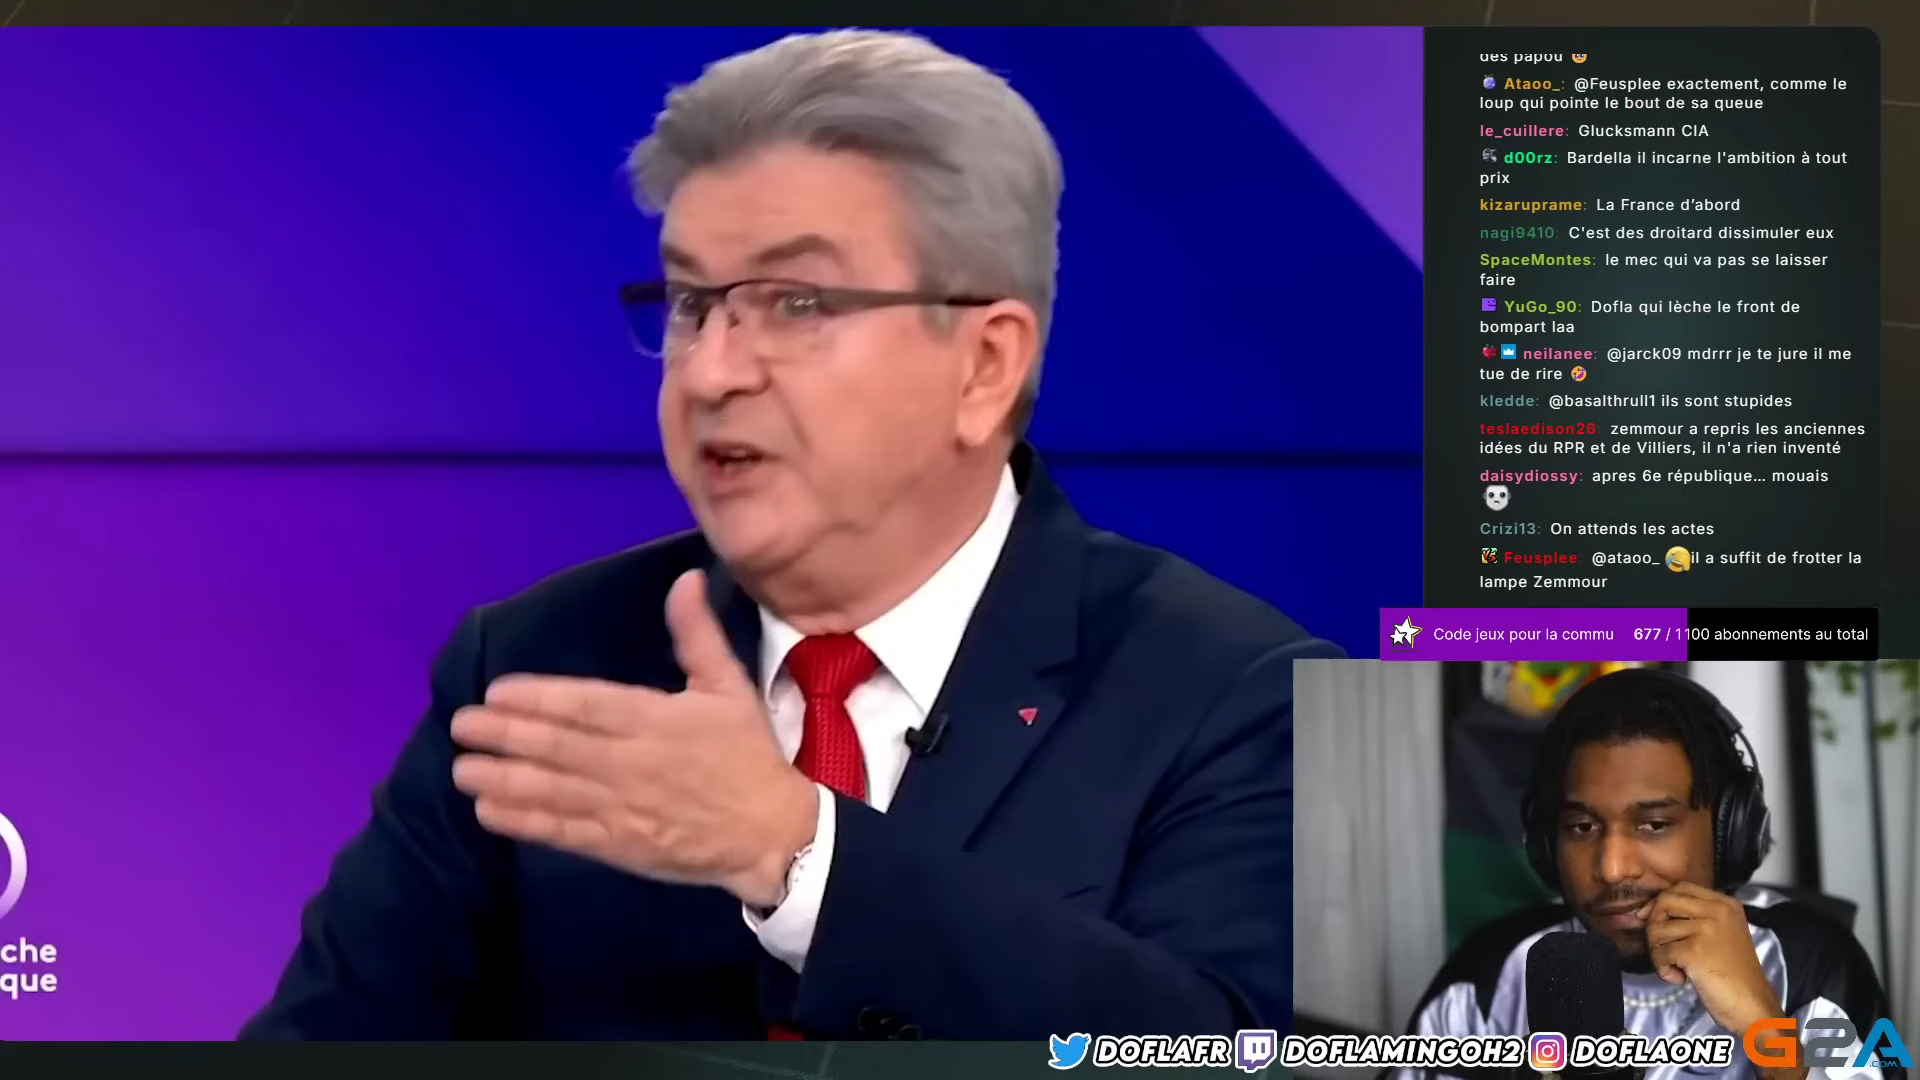 des papou
Ataoo_: @Feusplee exactement, comme le
loup qui pointe le bout de sa queue
le_cuillere: Glucksmann CIA
d00rz: Bardella il incarne l'ambition à tout
prix
kizaruprame: La France d’abord
nagi9410: C'est des droitard dissimuler eux
SpaceMontes: le mec qui va pas se laisser
faire
YuGo_90: Dofla qui lèche le front de
bompart laa
neilanee: @jarck09 mdrrr je te jure il me
tue de rire
kledde: @basalthrull1 ils sont stupides
teslaedison26: zemmour a repris les anciennes
idées du RPR et de Villiers, il n'a rien inventé
daisydiossy: apres 6e république... mouais
Crizi13: On attends les actes
Feusplee: @ataoo_ il a suffit de frotter la
lampe Zemmour
Code jeux pour la commu 677 / 1100 abonnements au total
che
que
DOFLAFR DOFLAMINGOH2 DOFLAONE
G2A
.COM